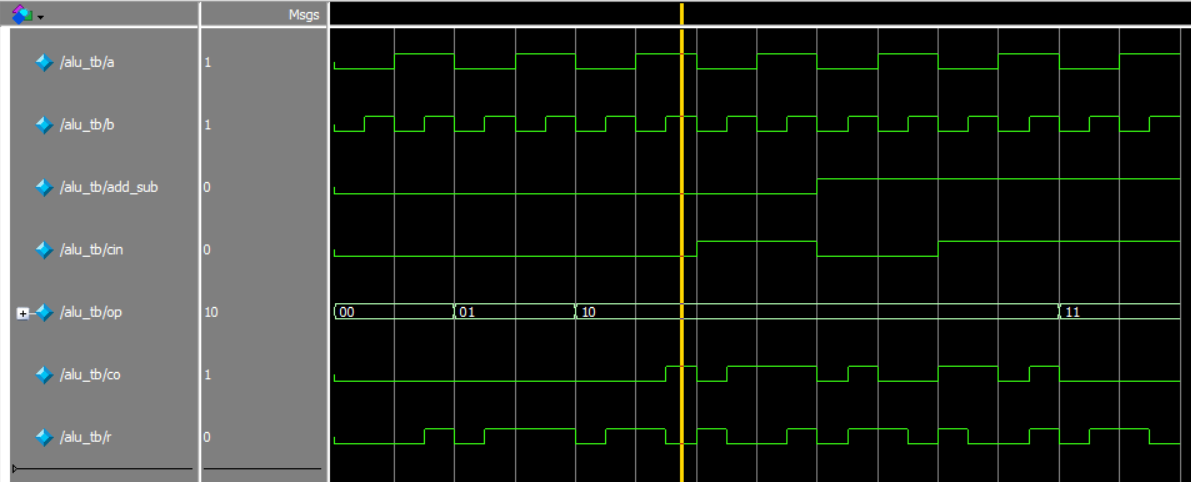 Msgs
/alu_tb/a 1
/alu_tb/b 1
/alu_tb/add_sub 0
/alu_tb/cin 0
/alu_tb/op 10 00 01 10 11
/alu_tb/co 1
/alu_tb/r 0